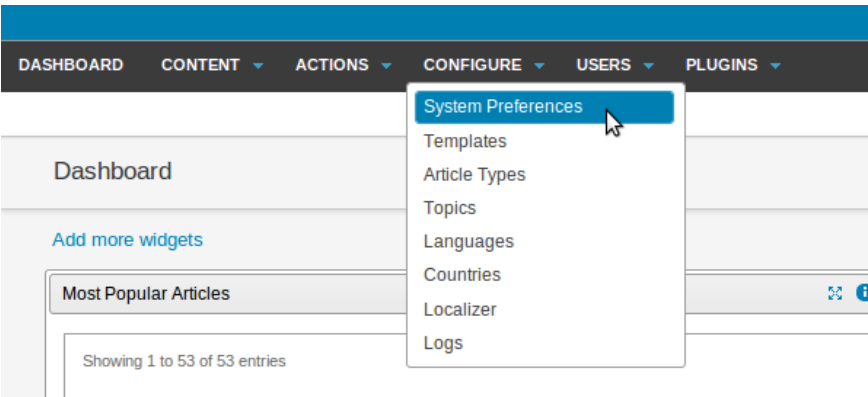 DASHBOARD CONTENT ACTIONS CONFIGURE USERS PLUGINS
System Preferences
Templates
Article Types
Topics
Languages
Countries
Localizer
Logs
Dashboard
Add more widgets
Most Popular Articles
Showing 1 to 53 of 53 entries